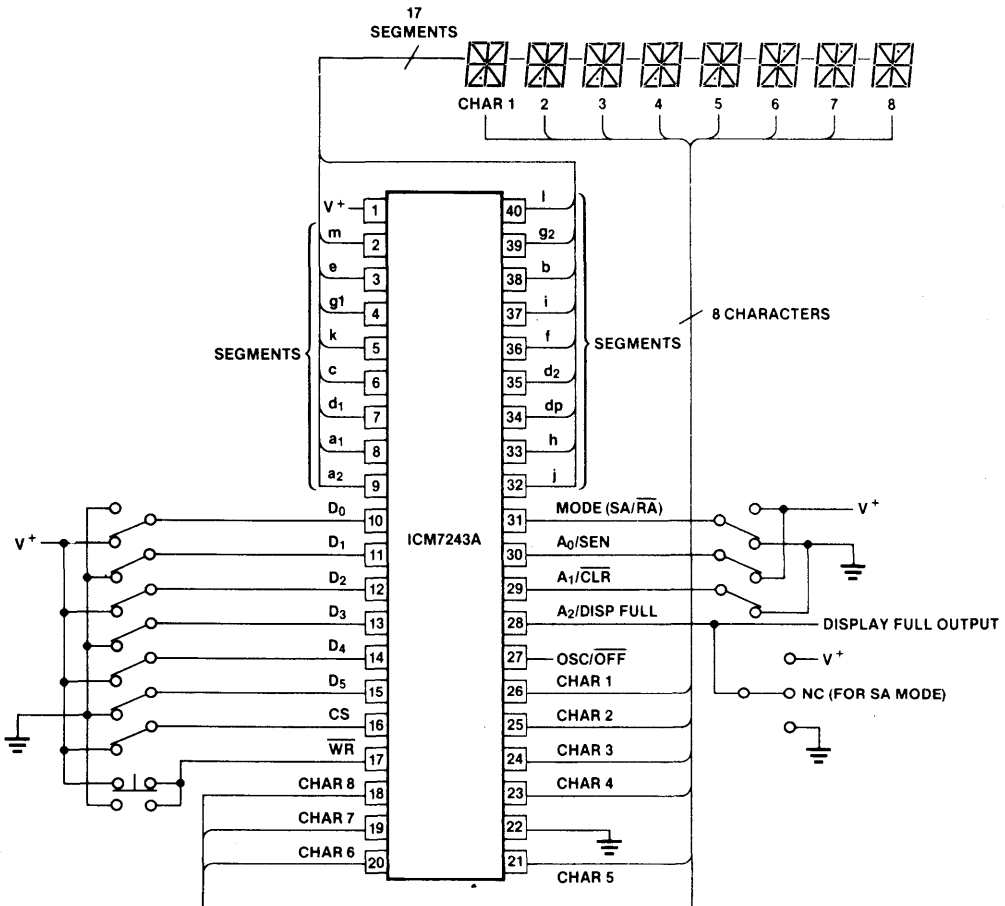 17
SEGMENTS
CHAR 1 2 3 4 5 6 7 8
V+ 1 40 l
m 2 39 g2
e 3 38 b
g1 4 37 i
8 CHARACTERS
k 5 36 f
SEGMENTS SEGMENTS
c 6 35 d2
d1 7 34 dp
a1 8 33 h
a2 9 32 j
D0 10 31 MODE (SA/R̅A̅) V+
V+ ICM7243A
D1 11 30 A0/SEN
D2 12 29 A1/C̅L̅R̅
D3 13 28 A2/DISP FULL DISPLAY FULL OUTPUT
D4 14 27 OSC/O̅F̅F̅ V+
D5 15 26 CHAR 1 NC (FOR SA MODE)
CS 16 25 CHAR 2
W̅R̅ 17 24 CHAR 3
CHAR 8 18 23 CHAR 4
CHAR 7 19 22
CHAR 6 20 21 CHAR 5